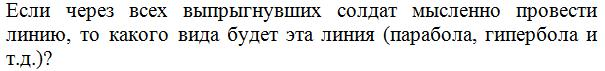 Если через всех выпрыгнувших солдат мысленно провести
линию, то какого вида будет эта линия (парабола, гипербола и
т.д.)?